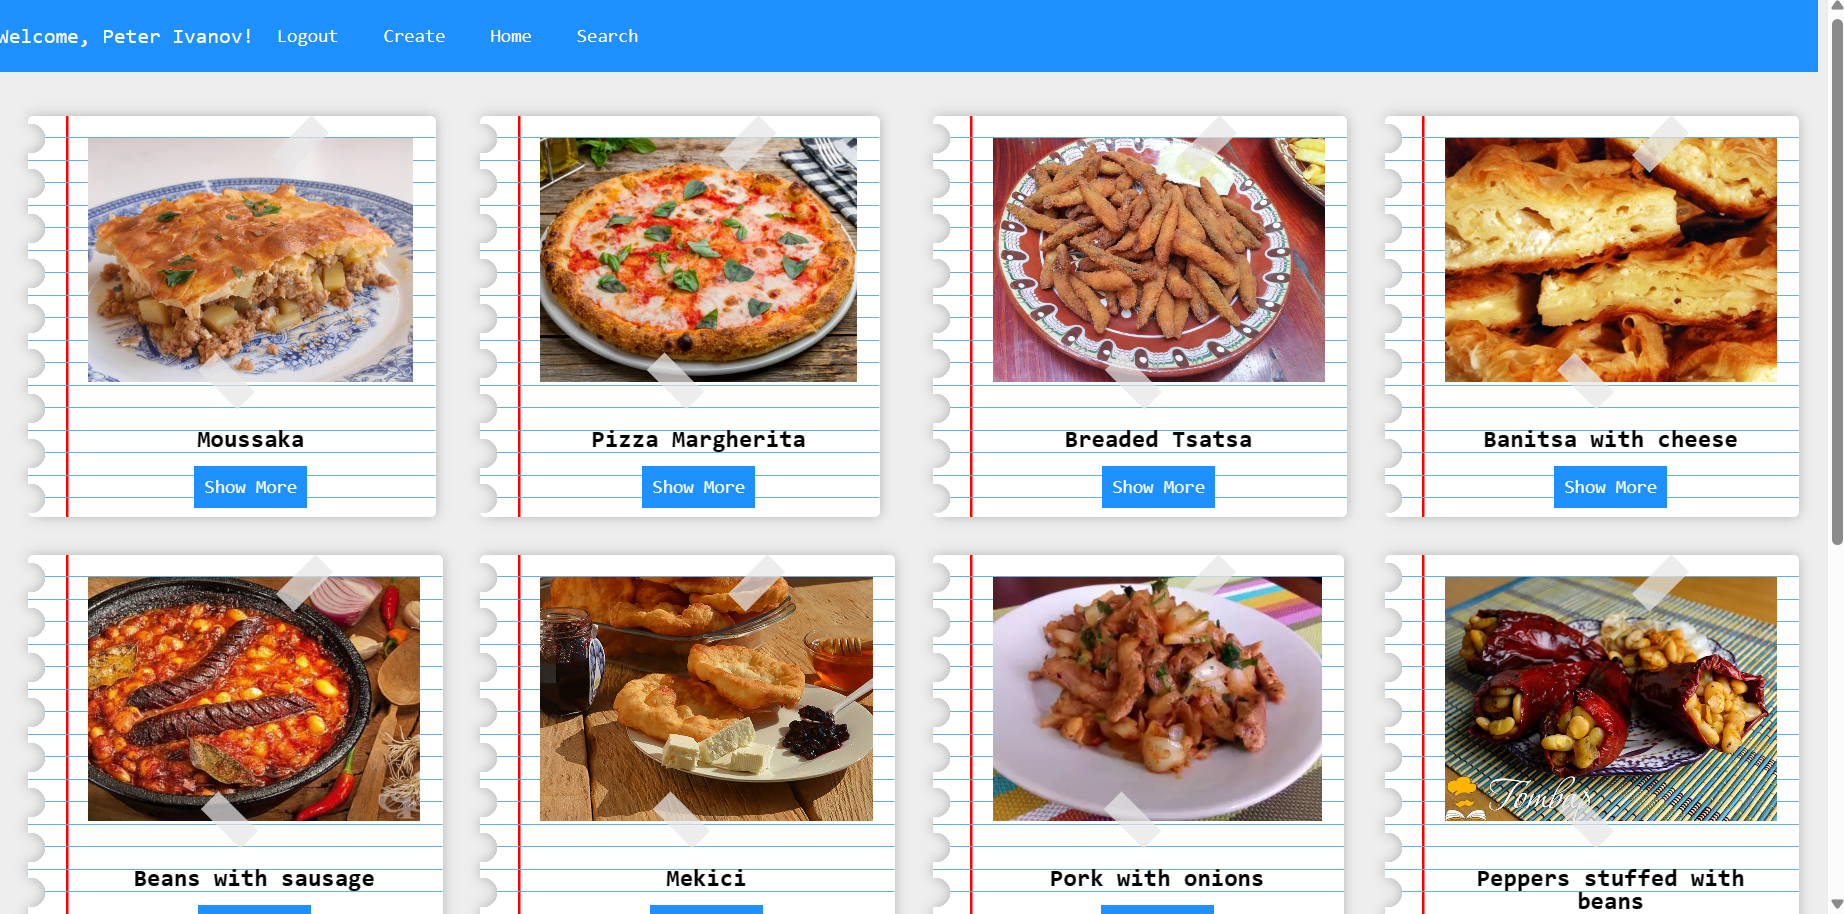 Welcome, Peter Ivanov! Logout Create Home Search
Moussaka
Show More
Pizza Margherita
Show More
Breaded Tsatsa
Show More
Banitsa with cheese
Show More
Beans with sausage
Mekici
Pork with onions
Tombap
Peppers stuffed with
beans